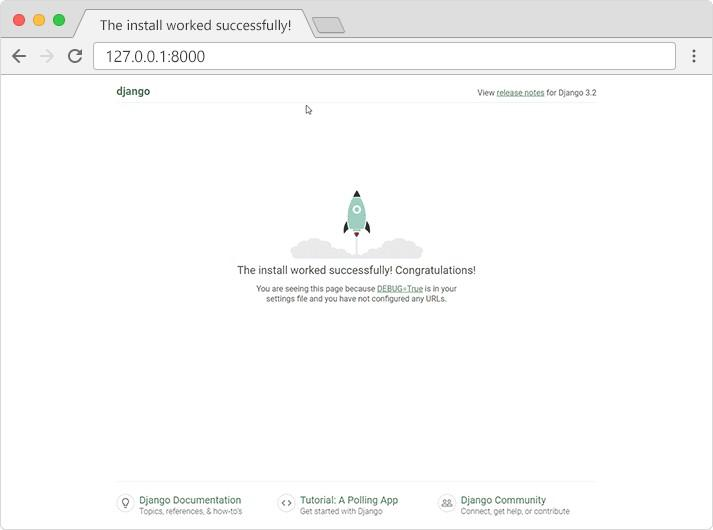 The install worked successfully!
127.0.0.1:8000
django
View release notes for Django 3.2
The install worked successfully! Congratulations!
You are seeing this page because DEBUG=True is in your
settings file and you have not configured any URLs.
Django Documentation
Topics, references, & how-to's
Tutorial: A Polling App
Get started with Django
Django Community
Connect, get help, or contribute